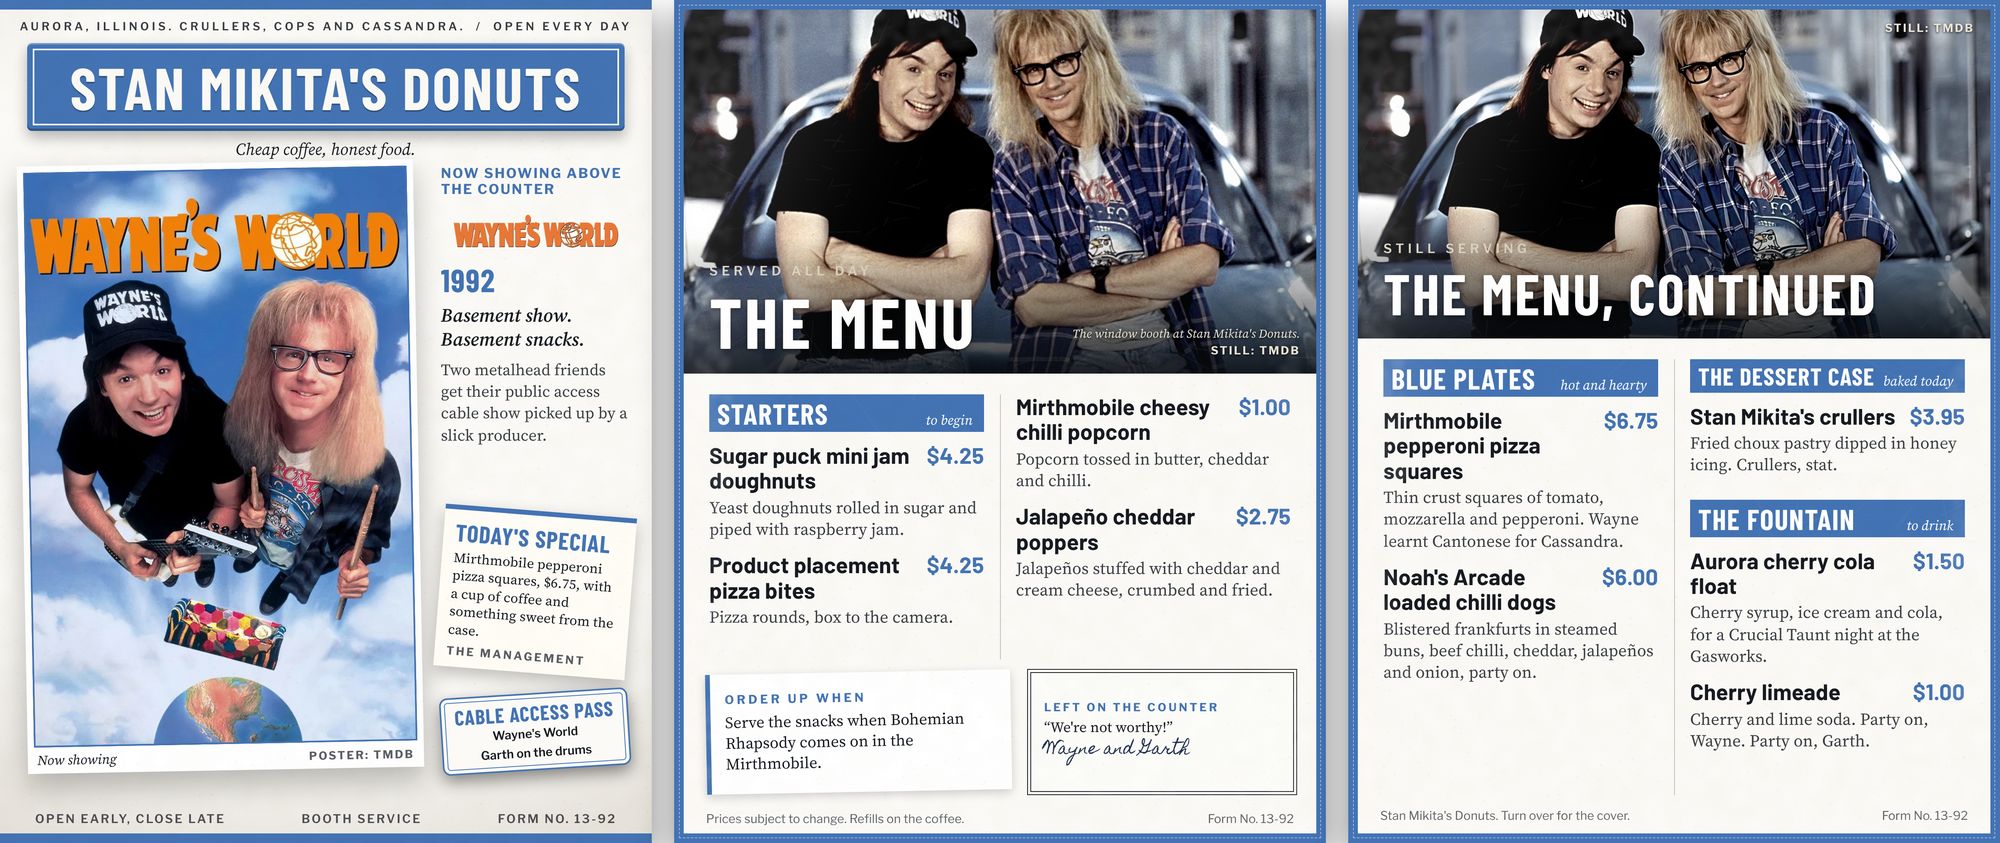 AURORA, ILLINOIS. CRULLERS, COPS AND CASSANDRA. / OPEN EVERY DAY
STAN MIKITA'S DONUTS
Cheap coffee, honest food.
WAYNE'S WORLD
WAYNE'S
WORLD
Now showing
POSTER: TMDB
NOW SHOWING ABOVE
THE COUNTER
WAYNE'S WORLD
1992
Basement show.
Basement snacks.
Two metalhead friends
get their public access
cable show picked up by a
slick producer.
TODAY'S SPECIAL
Mirthmobile pepperoni
pizza squares, $6.75, with
a cup of coffee and
something sweet from the
case.
THE MANAGEMENT
CABLE ACCESS PASS
Wayne's World
Garth on the drums
OPEN EARLY, CLOSE LATE
BOOTH SERVICE
FORM NO. 13-92
WORLD
SERVED ALL DAY
THE MENU
The window booth at Stan Mikita's Donuts.
STILL: TMDB
STARTERS
to begin
Sugar puck mini jam
doughnuts
$4.25
Yeast doughnuts rolled in sugar and
piped with raspberry jam.
Product placement
pizza bites
$4.25
Pizza rounds, box to the camera.
Mirthmobile cheesy
chilli popcorn
$1.00
Popcorn tossed in butter, cheddar
and chilli.
Jalapeño cheddar
poppers
$2.75
Jalapeños stuffed with cheddar and
cream cheese, crumbed and fried.
ORDER UP WHEN
Serve the snacks when Bohemian
Rhapsody comes on in the
Mirthmobile.
LEFT ON THE COUNTER
“We're not worthy!”
Wayne and Garth
Prices subject to change. Refills on the coffee.
Form No. 13-92
WORLD
STILL: TMDB
STILL SERVING
THE MENU, CONTINUED
BLUE PLATES
hot and hearty
Mirthmobile
pepperoni pizza
squares
$6.75
Thin crust squares of tomato,
mozzarella and pepperoni. Wayne
learnt Cantonese for Cassandra.
Noah's Arcade
loaded chilli dogs
$6.00
Blistered frankfurts in steamed
buns, beef chilli, cheddar, jalapeños
and onion, party on.
THE DESSERT CASE
baked today
Stan Mikita's crullers
$3.95
Fried choux pastry dipped in honey
icing. Crullers, stat.
THE FOUNTAIN
to drink
Aurora cherry cola
float
$1.50
Cherry syrup, ice cream and cola,
for a Crucial Taunt night at the
Gasworks.
Cherry limeade
$1.00
Cherry and lime soda. Party on,
Wayne. Party on, Garth.
Stan Mikita's Donuts. Turn over for the cover.
Form No. 13-92